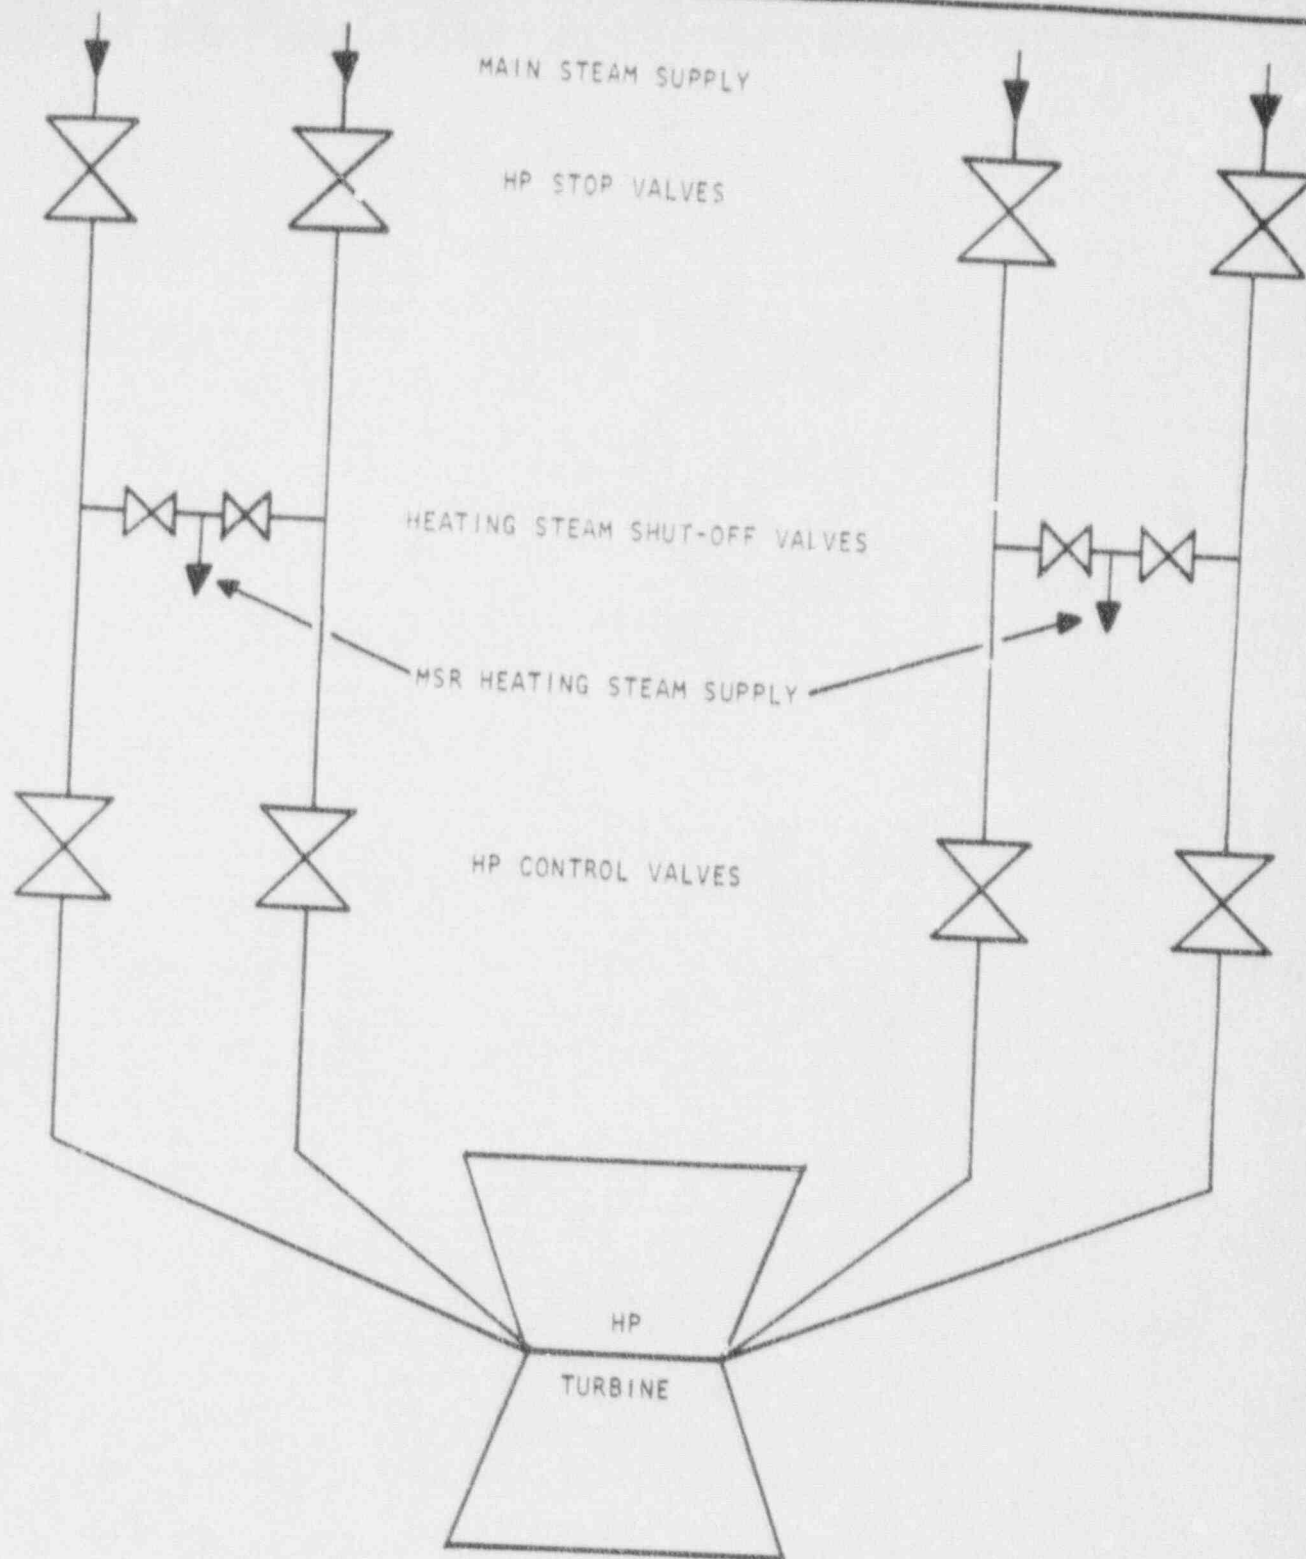 MAIN STEAM SUPPLY
HP STOP VALVES
HEATING STEAM SHUT-OFF VALVES
MSR HEATING STEAM SUPPLY
HP CONTROL VALVES
HP
TURBINE